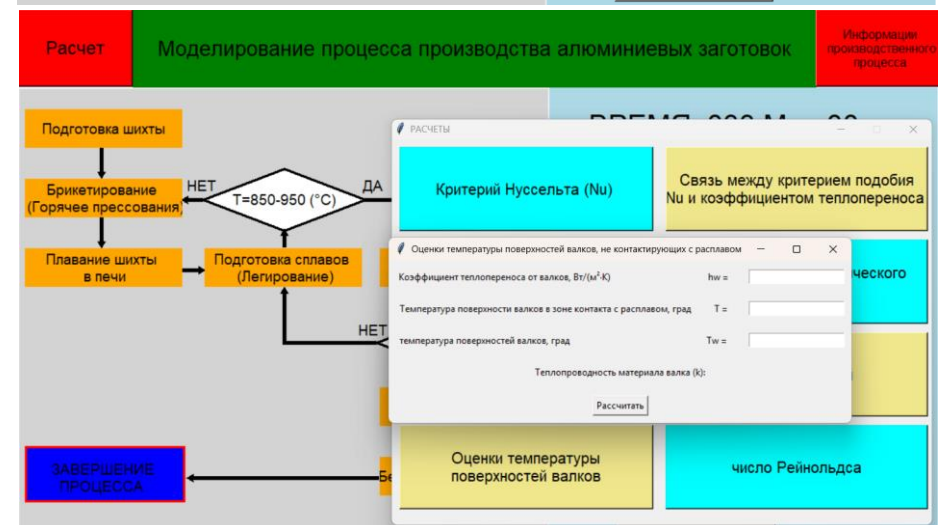 Расчет
Моделирование процесса производства алюминиевых заготовок
Информации
производственного
процесса
Подготовка шихты
Брикетирование
(Горячее прессования)
Плавание шихты
в печи
НЕТ
T=850-950 (°C)
ДА
Подготовка сплавов
(Легирование)
НЕТ
ЗАВЕРШЕНИЕ
ПРОЦЕССА
РАСЧЕТЫ
Критерий Нуссельта (Nu)
Связь между критерием подобия
Nu и коэффициентом теплопереноса
Оценки температуры поверхностей валков, не контактирующих с расплавом
Коэффициент теплопереноса от валков, Вт/(м²·К) hw =
Температура поверхности валков в зоне контакта с расплавом, град T =
температура поверхностей валков, град Tw =
Теплопроводность материала валка (k):
Рассчитать
Оценки температуры
поверхностей валков
число Рейнольдса